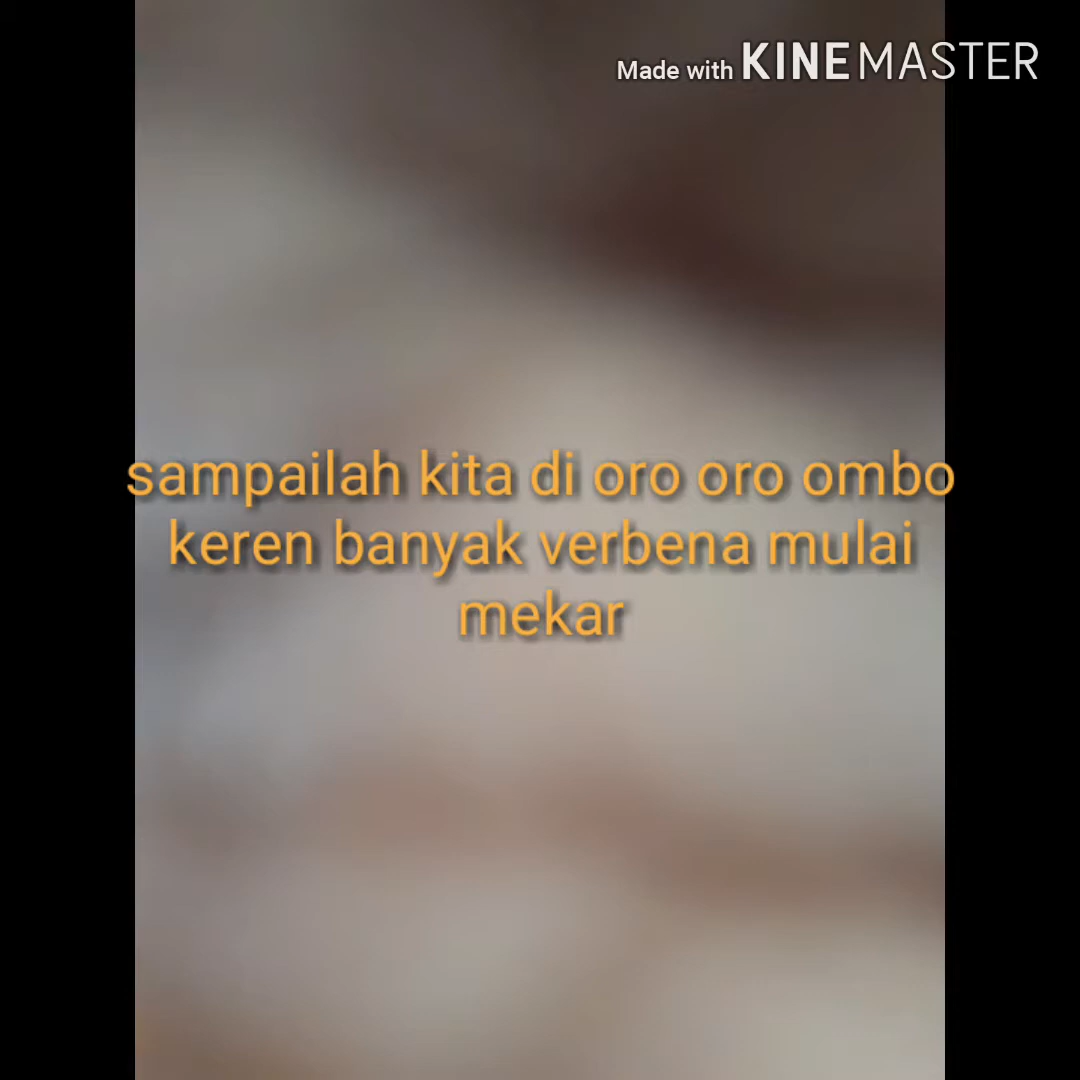 Made with KINEMASTER
sampailah kita di oro oro ombo
keren banyak verbena mulai
mekar